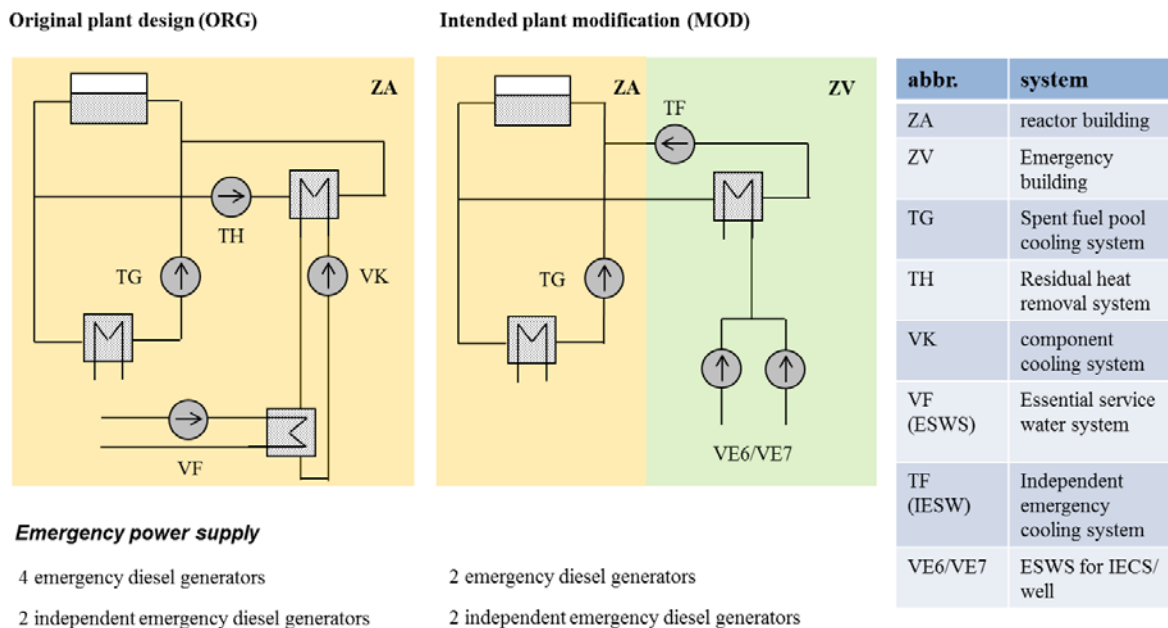 Original plant design (ORG)
Intended plant modification (MOD)
ZA
TH
TG
VK
VF
ZA
ZV
TF
TG
VE6/VE7
abbr. system
ZA reactor building
ZV Emergency
building
TG Spent fuel pool
cooling system
TH Residual heat
removal system
VK component
cooling system
VF Essential service
(ESWS) water system
TF Independent
(IESW) emergency
cooling system
VE6/VE7 ESWS for IECS/
well
Emergency power supply
4 emergency diesel generators
2 independent emergency diesel generators
2 emergency diesel generators
2 independent emergency diesel generators